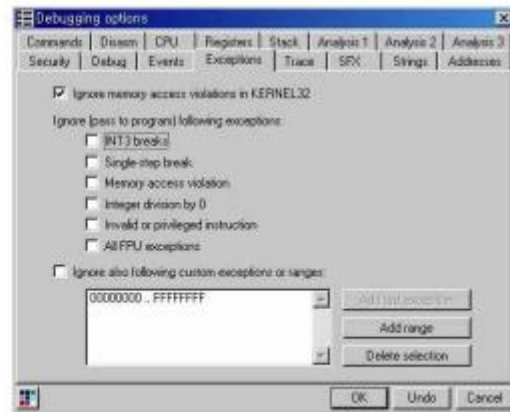 Debugging options
Commands Disasm CPU Registers Stack Analysis 1 Analysis 2 Analysis 3
Security Debug Events Exceptions Trace SFX Strings Addresses
Ignore memory access violations in KERNEL32
Ignore (pass to program) following exceptions:
INT3 breaks
Single-step break
Memory access violation
Integer division by 0
Invalid or privileged instruction
All FPU exceptions
Ignore also following custom exceptions or ranges:
00000000 .. FFFFFFFF
Add last exception
Add range
Delete selection
OK Undo Cancel